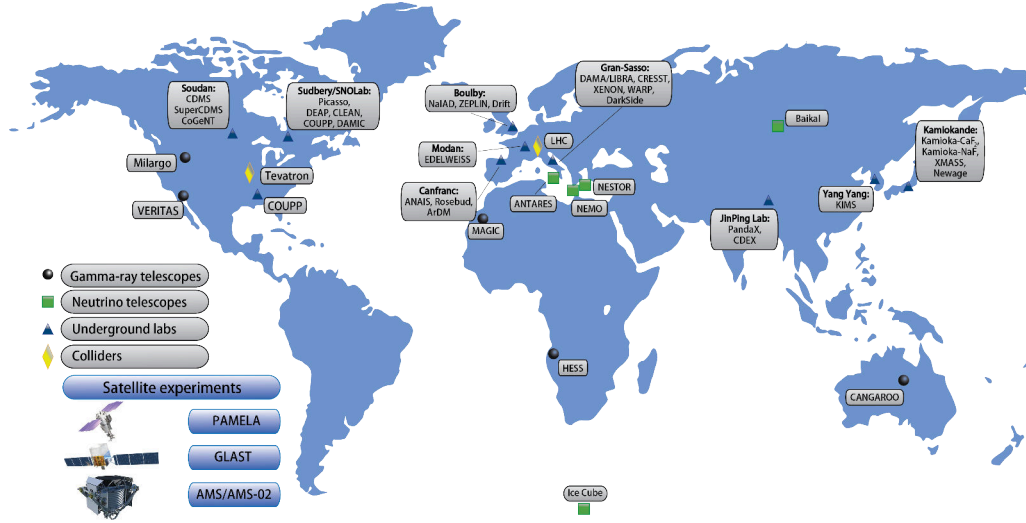 Soudan:
CDMS
SuperCDMS
CoGeNT
Sudbery/SNOLab:
Picasso,
DEAP, CLEAN,
COUPP, DAMIC
Boulby:
NaIAD, ZEPLIN, Drift
Gran-Sasso:
DAMA/LIBRA, CRESST,
XENON, WARP,
DarkSide
Baikal
Kamiokande:
Kamioka-CaF₂,
Kamioka-NaF,
XMASS,
Newage
LHC
Modan:
EDELWEISS
Milargo
Tevatron
VERITAS
COUPP
Canfranc:
ANAIS, Rosebud,
ArDM
ANTARES
NESTOR
NEMO
MAGIC
Yang Yang:
KIMS
JinPing Lab:
PandaX,
CDEX
Gamma-ray telescopes
Neutrino telescopes
Underground labs
Colliders
Satellite experiments
PAMELA
GLAST
AMS/AMS-02
HESS
CANGAROO
Ice Cube